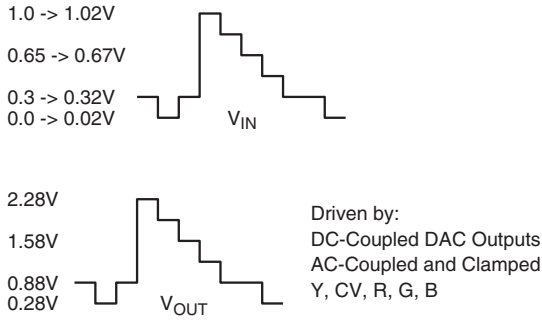 1.0 -> 1.02V
0.65 -> 0.67V
0.3 -> 0.32V
0.0 -> 0.02V
VIN
2.28V
1.58V
0.88V
0.28V
VOUT
Driven by:
DC-Coupled DAC Outputs
AC-Coupled and Clamped
Y, CV, R, G, B